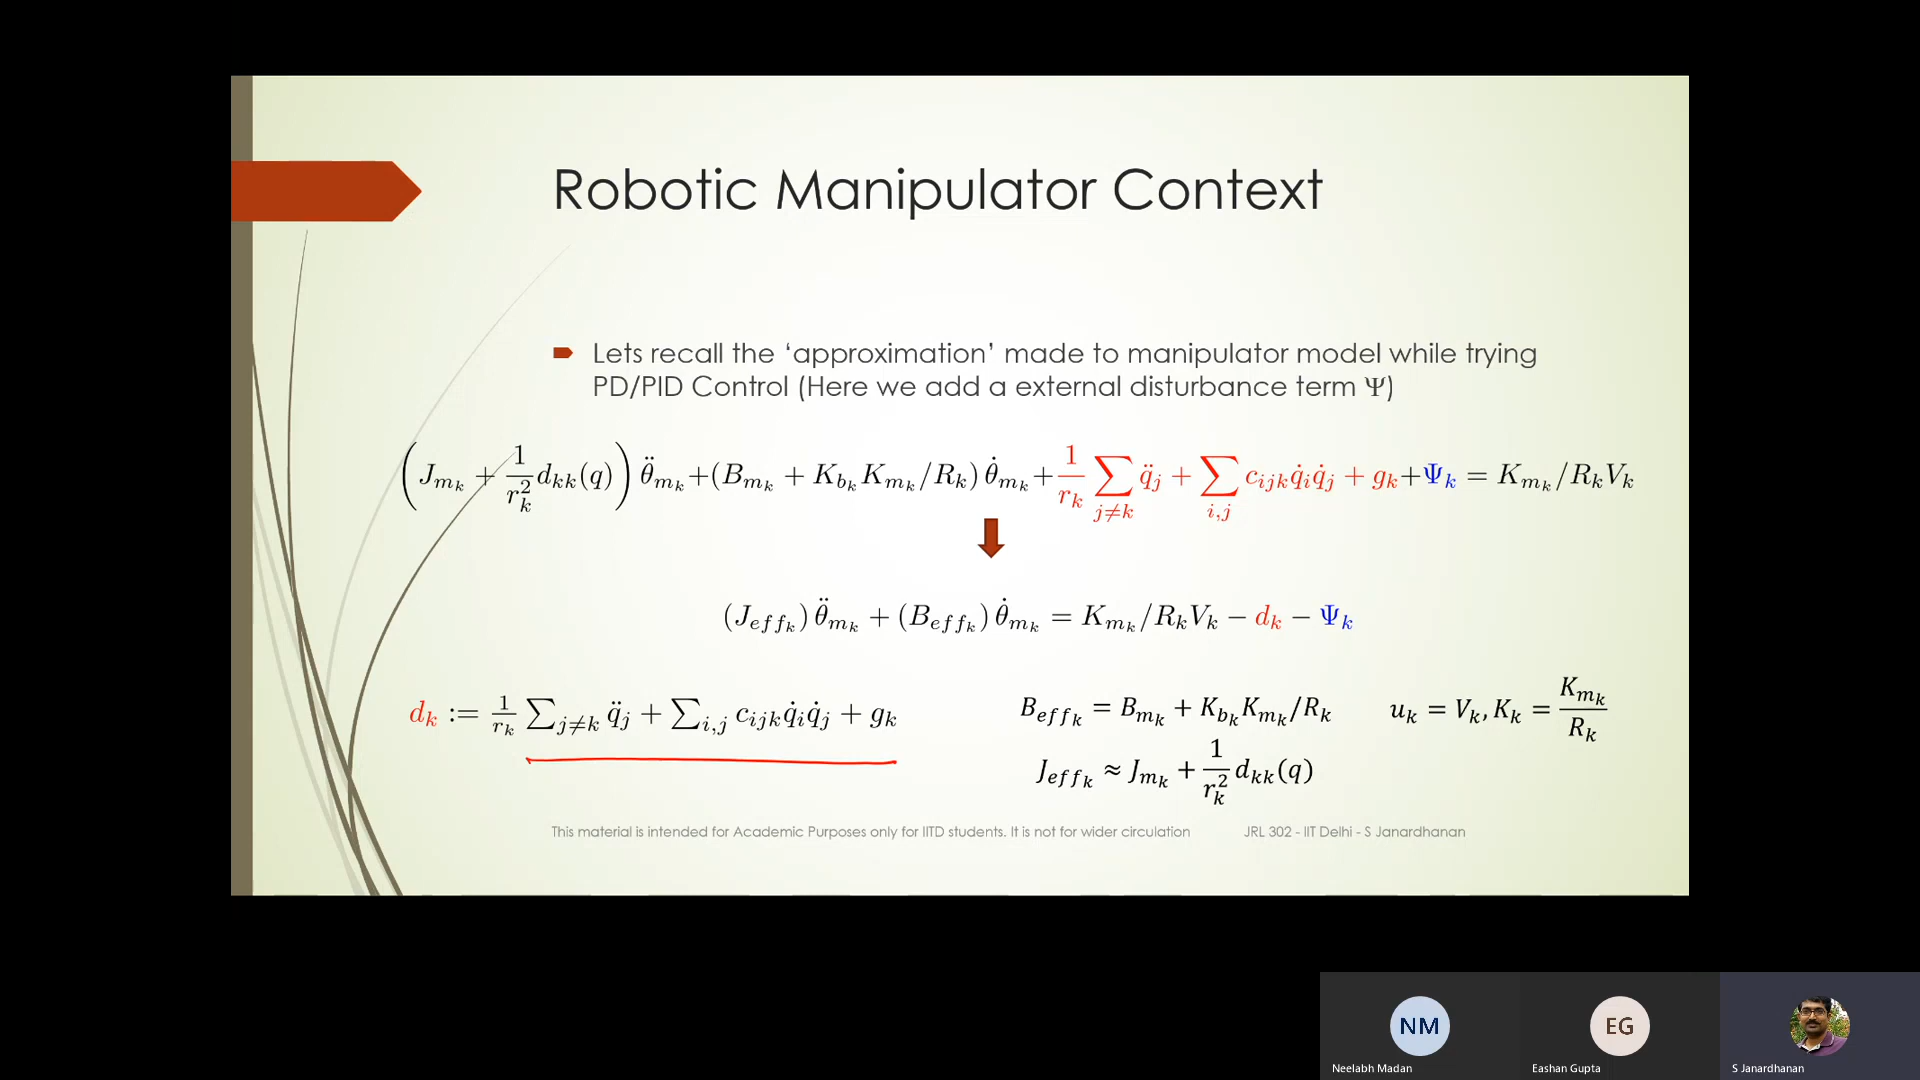 Robotic Manipulator Context
Lets recall the ‘approximation’ made to manipulator model while trying
PD/PID Control (Here we add a external disturbance term Ψ)
(J_{m_k} + \frac{1}{r_k^2} d_{kk}(q)) \ddot{θ}_{m_k} + (B_{m_k} + K_{b_k} K_{m_k}/R_k) \dot{θ}_{m_k} + \frac{1}{r_k} \sum_{j≠k} \ddot{q}_j + \sum_{i,j} c_{ijk} \dot{q}_i \dot{q}_j + g_k + Ψ_k = K_{m_k}/R_k V_k
(J_{eff_k}) \ddot{θ}_{m_k} + (B_{eff_k}) \dot{θ}_{m_k} = K_{m_k}/R_k V_k − d_k − Ψ_k
d_k := \frac{1}{r_k} \sum_{j≠k} \ddot{q}_j + \sum_{i,j} c_{ijk} \dot{q}_i \dot{q}_j + g_k
B_{eff_k} = B_{m_k} + K_{b_k} K_{m_k}/R_k
u_k = V_k, K_k = \frac{K_{m_k}}{R_k}
J_{eff_k} ≈ J_{m_k} + \frac{1}{r_k^2} d_{kk}(q)
This material is intended for Academic Purposes only for IITD students. It is not for wider circulation
JRL 302 - IIT Delhi - S Janardhanan
NM
EG
Neelabh Madan
Eashan Gupta
S Janardhanan